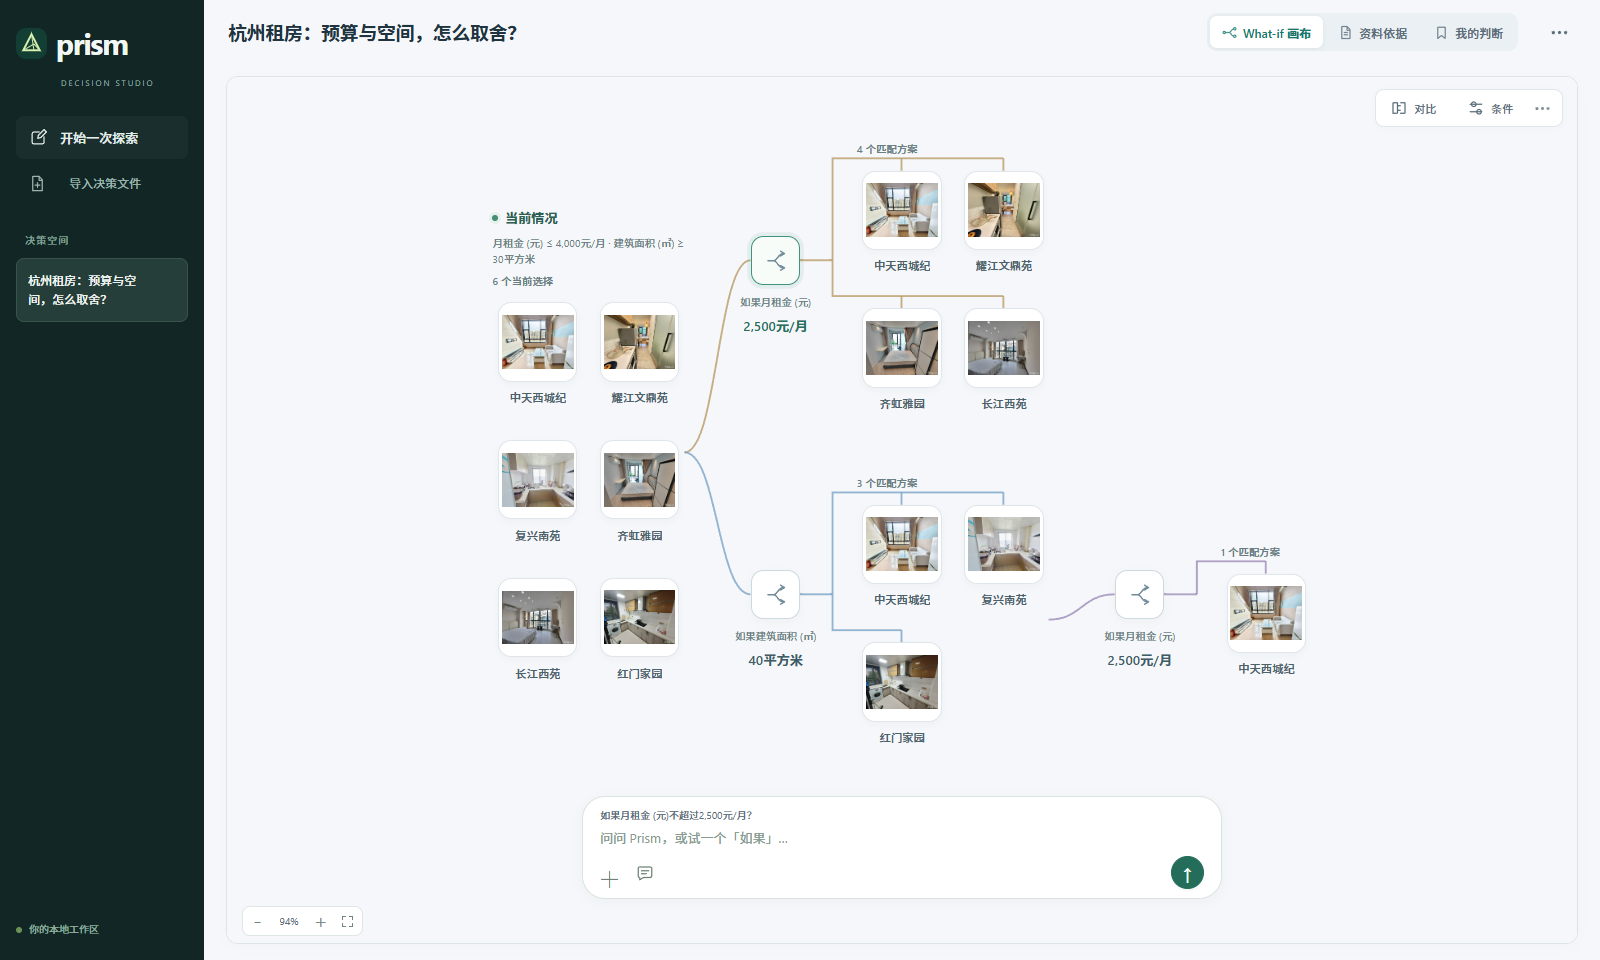 prism
DECISION STUDIO
开始一次探索
导入决策文件
决策空间
杭州租房：预算与空
间，怎么取舍？
你的本地工作区
杭州租房：预算与空间，怎么取舍？
What-if 画布
资料依据
我的判断
对比
条件
当前情况
月租金 (元) ≤ 4,000元/月 · 建筑面积 (㎡) ≥
30平方米
6 个当前选择
中天西城纪
耀江文鼎苑
复兴南苑
齐虹雅园
长江西苑
红门家园
如果月租金 (元)
2,500元/月
4 个匹配方案
中天西城纪
耀江文鼎苑
齐虹雅园
长江西苑
如果建筑面积 (㎡)
40平方米
3 个匹配方案
中天西城纪
复兴南苑
红门家园
如果月租金 (元)
2,500元/月
1 个匹配方案
中天西城纪
如果月租金 (元)不超过2,500元/月？
问问 Prism，或试一个「如果」...
94%